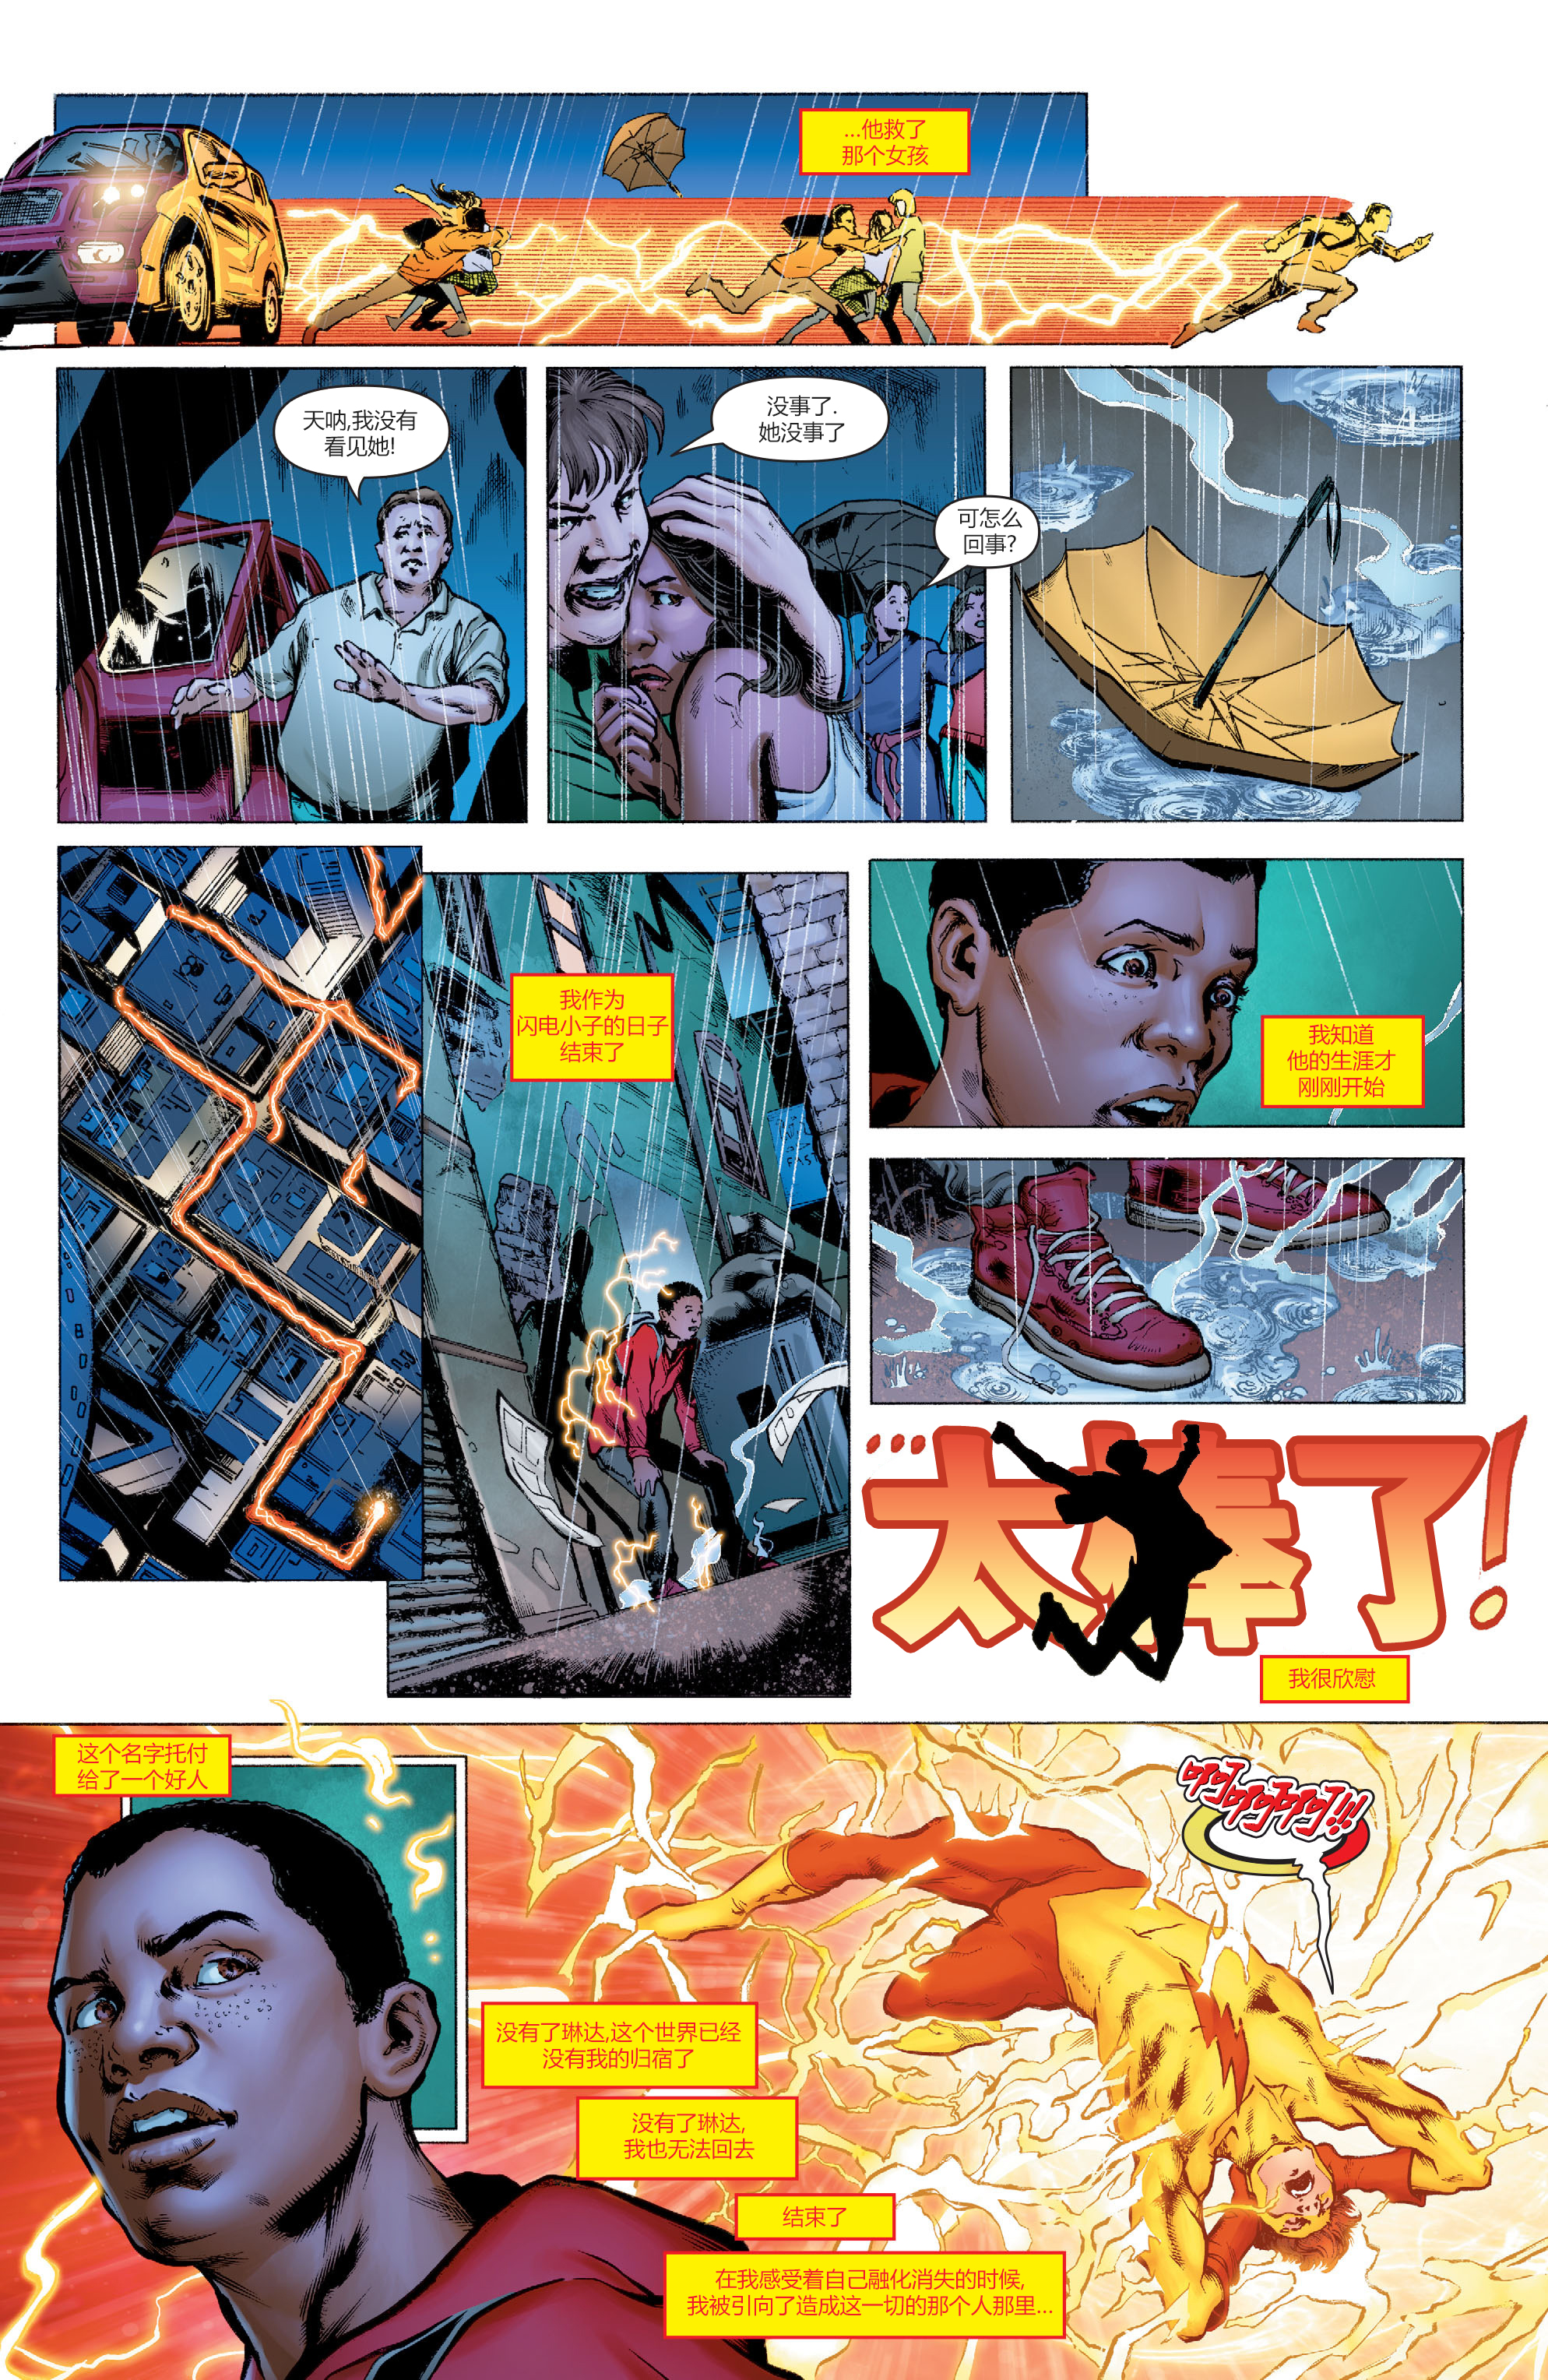 …他救了
那个女孩
天呐,我没有
看见她!
没事了.
她没事了
可怎么
回事?
我作为
闪电小子的日子
结束了
我知道
他的生涯才
刚刚开始
…太棒了!
我很欣慰
这个名字托付
给了一个好人
啊啊啊啊!!!
没有了琳达,这个世界已经
没有我的归宿了
没有了琳达,
我也无法回去
结束了
在我感受着自己融化消失的时候,
我被引向了造成这一切的那个人那里…